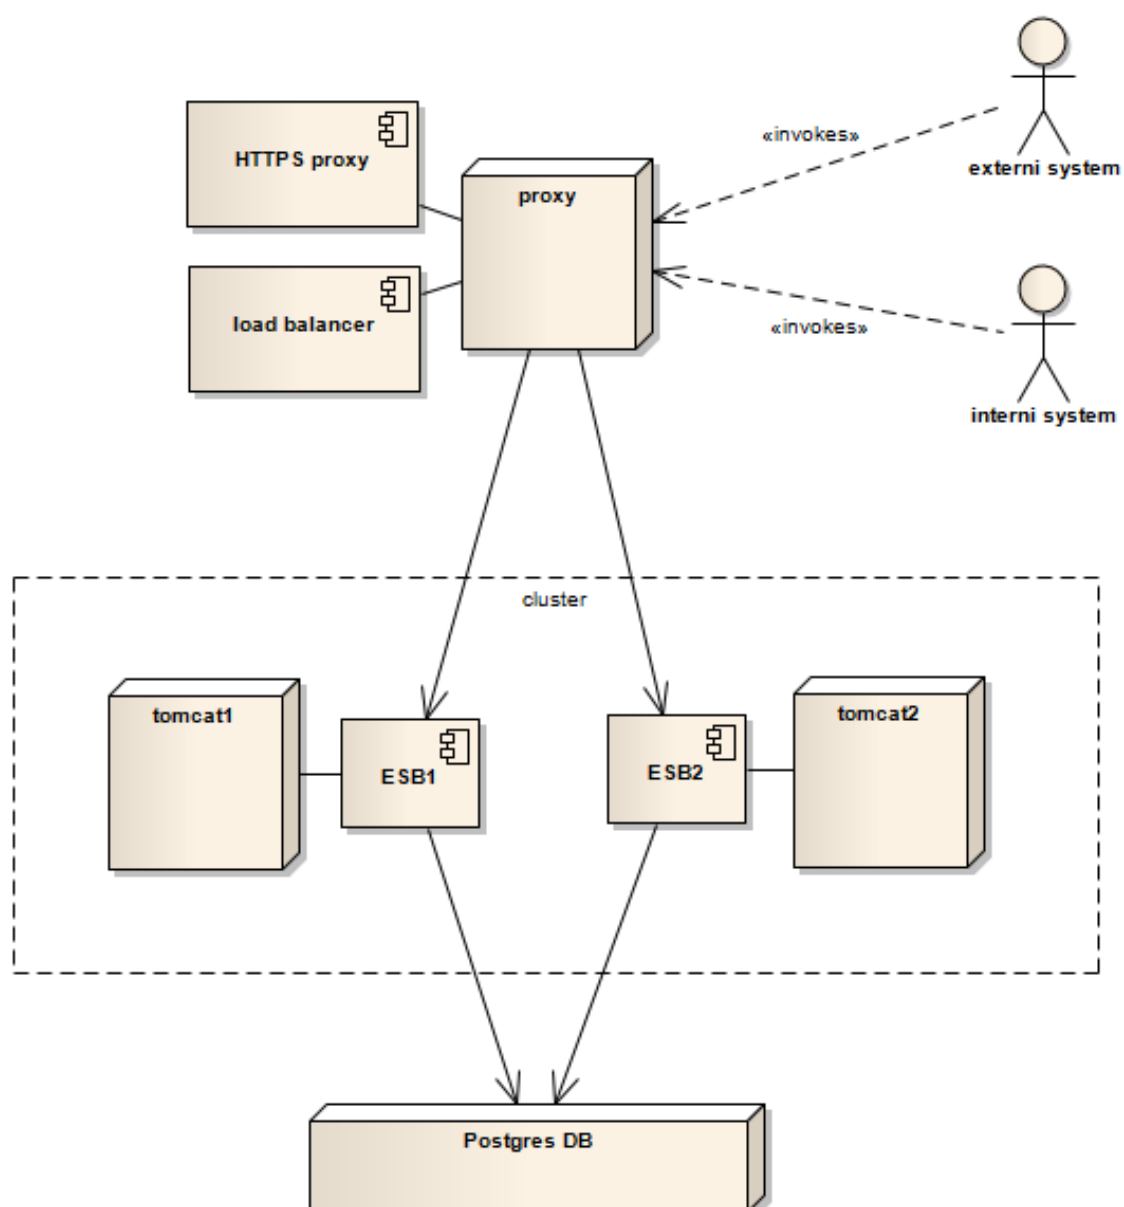 HTTPS proxy
proxy
«invokes»
externi system
load balancer
«invokes»
interni system
cluster
tomcat1
ESB1
ESB2
tomcat2
Postgres DB